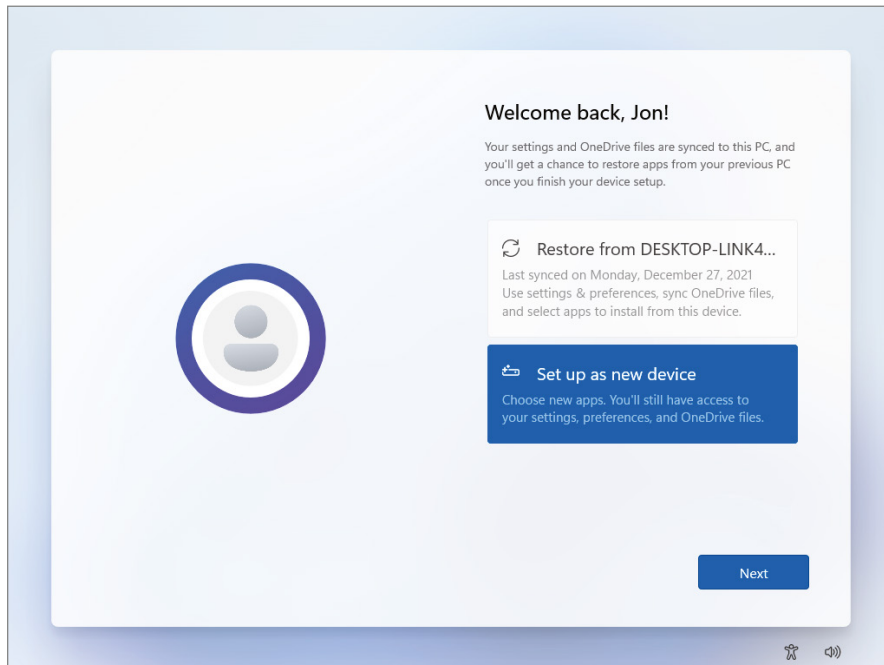 Welcome back, Jon!
Your settings and OneDrive files are synced to this PC, and
you'll get a chance to restore apps from your previous PC
once you finish your device setup.
Restore from DESKTOP-LINK4...
Last synced on Monday, December 27, 2021
Use settings & preferences, sync OneDrive files,
and select apps to install from this device.
Set up as new device
Choose new apps. You'll still have access to
your settings, preferences, and OneDrive files.
Next